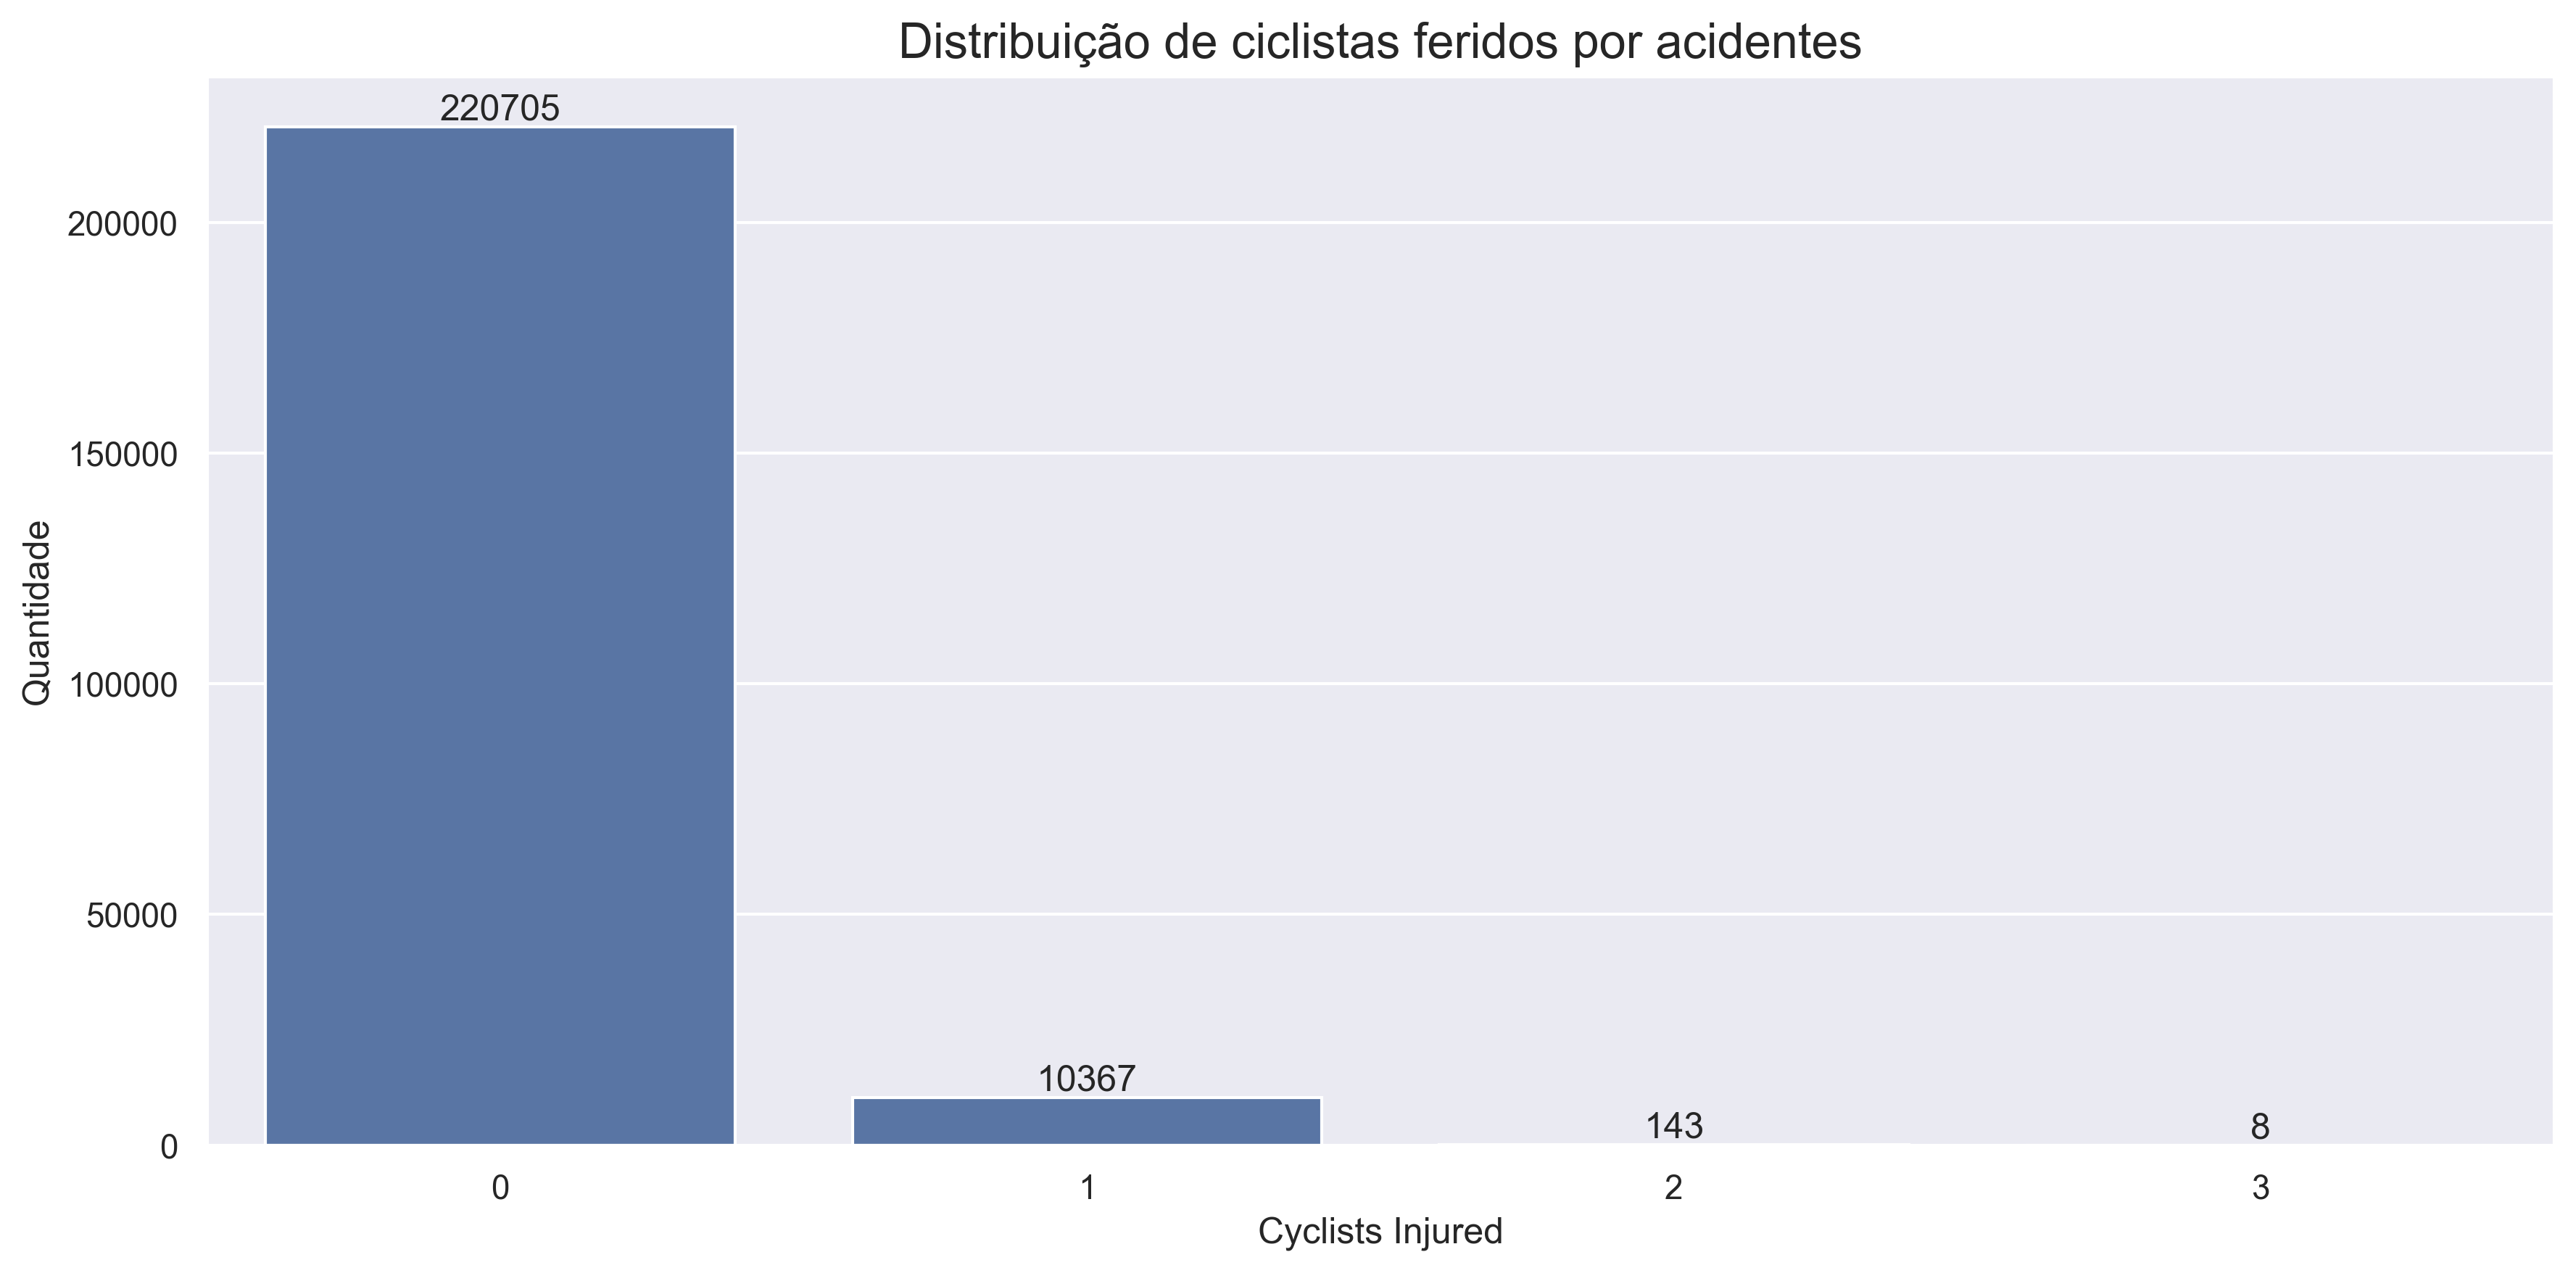 Distribuição de ciclistas feridos por acidentes
220705
200000
150000
Quantidade
100000
50000
10367
143
8
0
0 1 2 3
Cyclists Injured